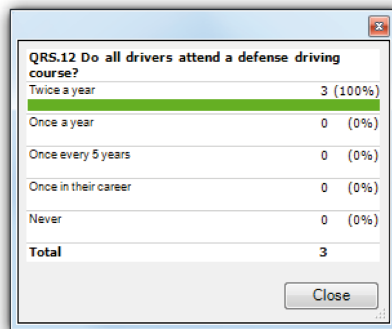 QRS.12 Do all drivers attend a defense driving
course?
Twice a year 3 (100%)
Once a year 0 (0%)
Once every 5 years 0 (0%)
Once in their career 0 (0%)
Never 0 (0%)
Total 3
Close